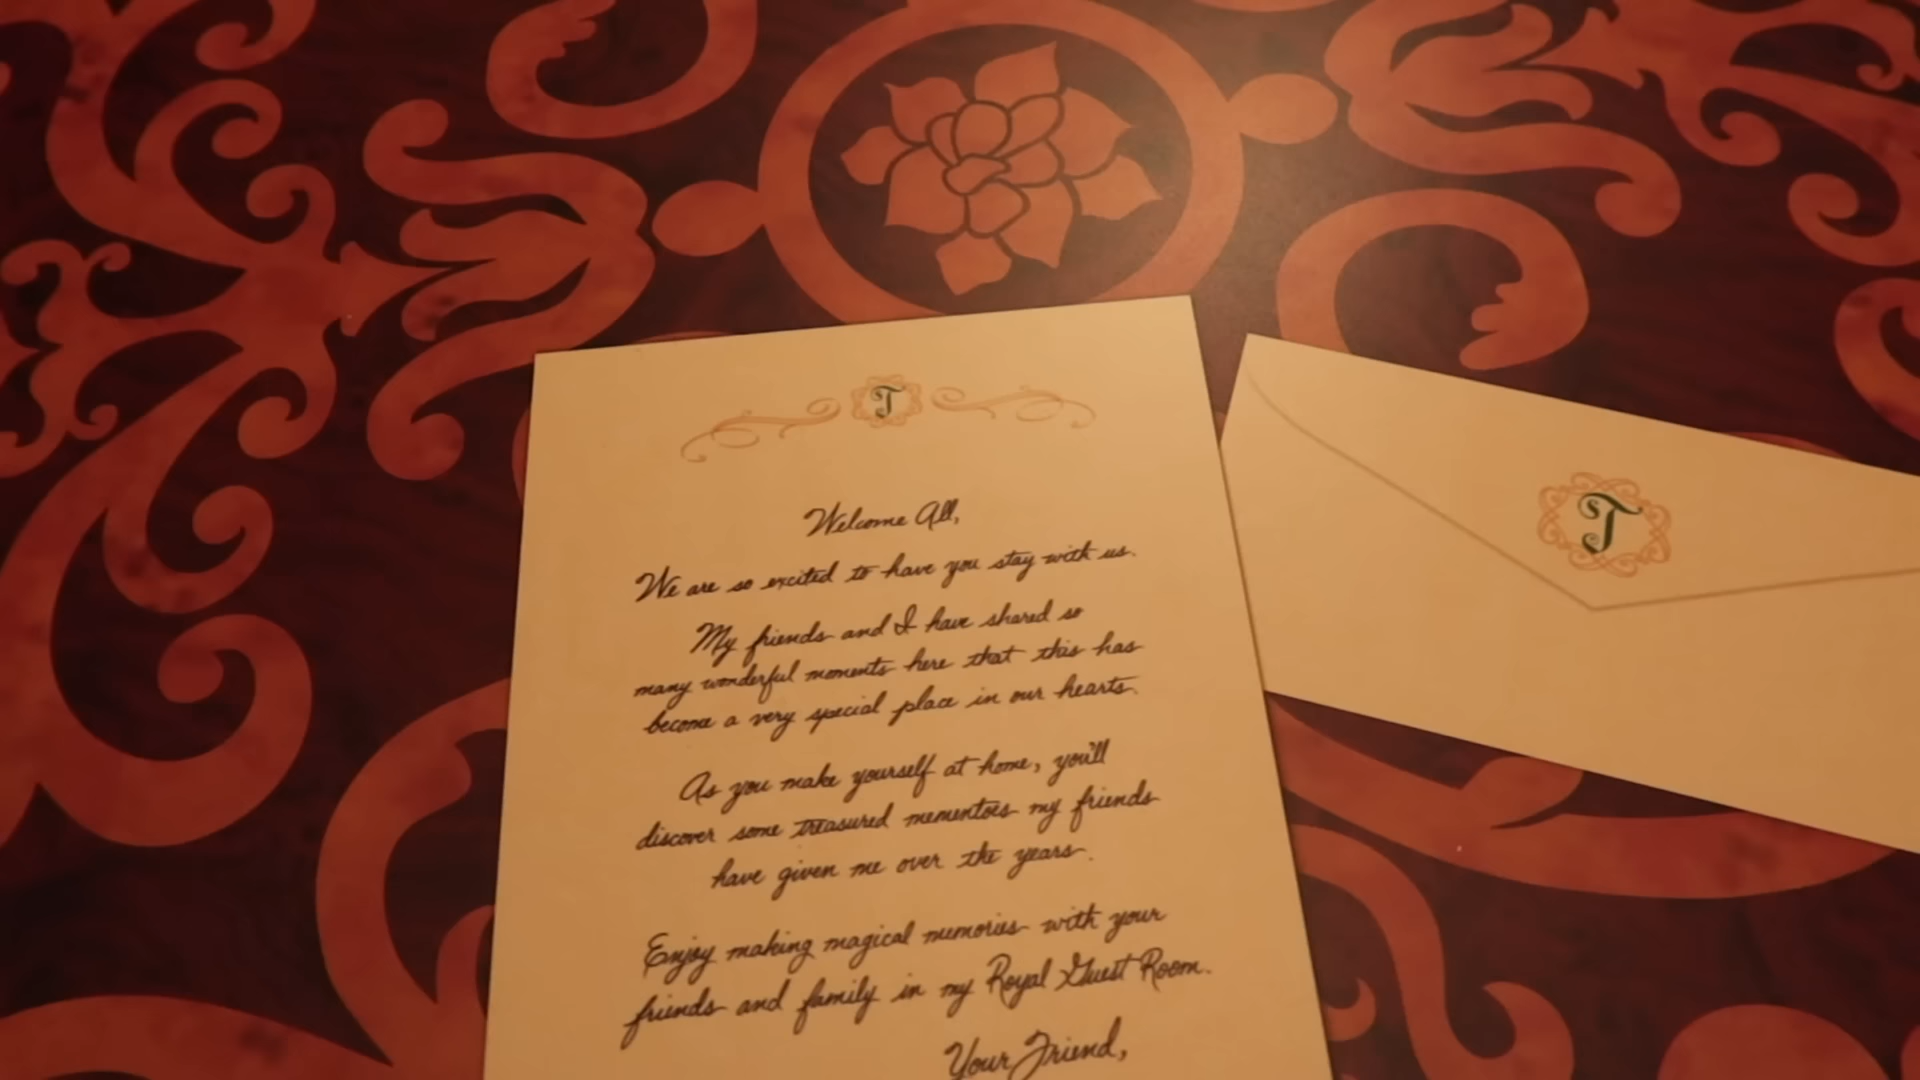 T
Welcome All,
We are so excited to have you stay with us.
My friends and I have shared so
many wonderful moments here that this has
become a very special place in our hearts.
As you make yourself at home, you'll
discover some treasured mementoes my friends
have given me over the years.
Enjoy making magical memories with your
friends and family in my Royal Guest Room.
Your Friend,
T